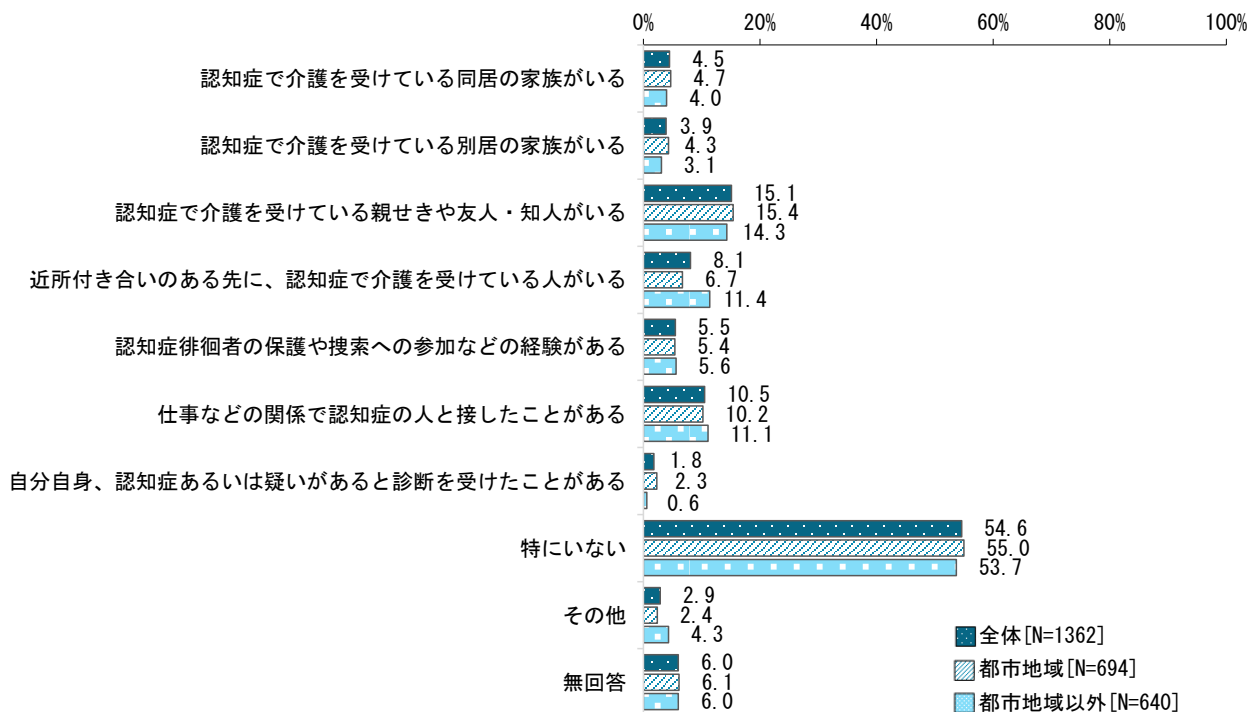 0% 20% 40% 60% 80% 100%
認知症で介護を受けている同居の家族がいる
4.5
4.7
4.0
認知症で介護を受けている別居の家族がいる
3.9
4.3
3.1
認知症で介護を受けている親せきや友人・知人がいる
15.1
15.4
14.3
近所付き合いのある先に、認知症で介護を受けている人がいる
8.1
6.7
11.4
認知症徘徊者の保護や捜索への参加などの経験がある
5.5
5.4
5.6
仕事などの関係で認知症の人と接したことがある
10.5
10.2
11.1
自分自身、認知症あるいは疑いがあると診断を受けたことがある
1.8
2.3
0.6
特にいない
54.6
55.0
53.7
その他
2.9
2.4
4.3
無回答
6.0
6.1
6.0
全体[N=1362]
都市地域[N=694]
都市地域以外[N=640]